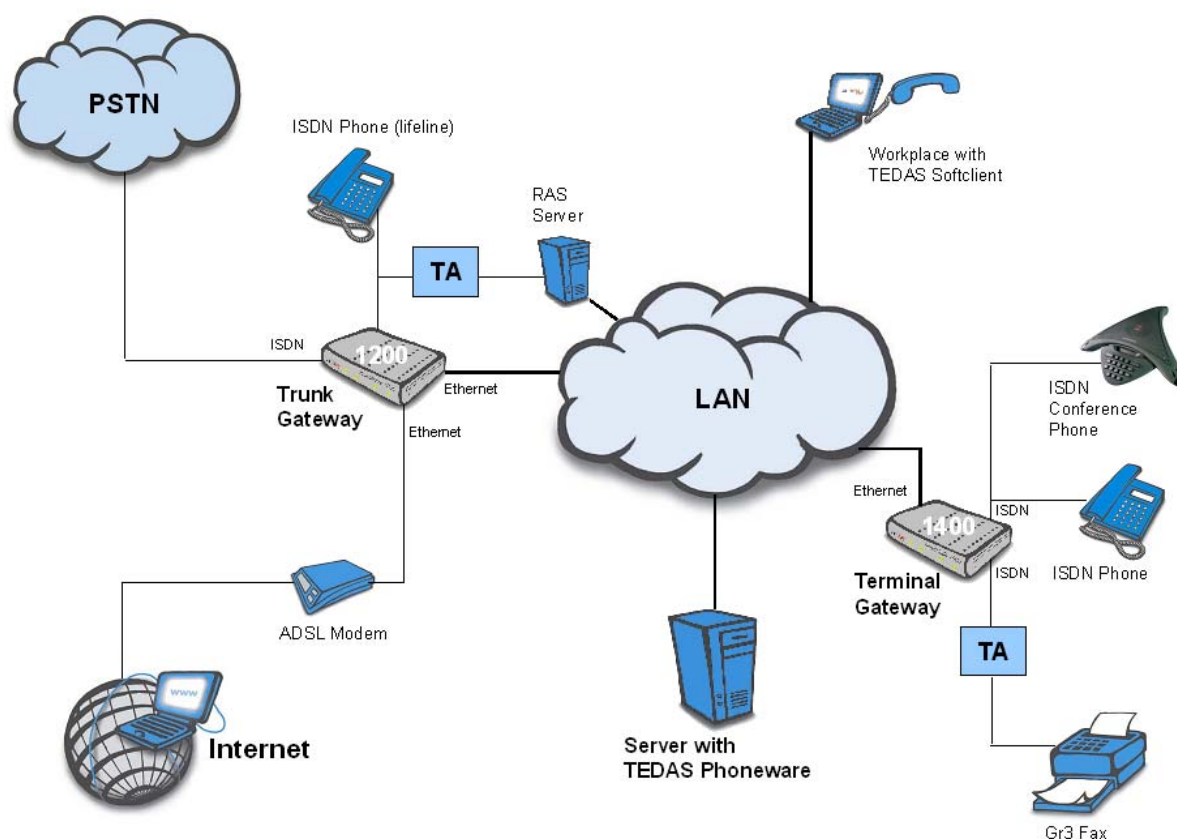 PSTN
ISDN Phone (lifeline)
RAS
Server
TA
Workplace with
TEDAS Softclient
ISDN
1200
Trunk
Gateway
Ethernet
Ethernet
LAN
ISDN
Conference
Phone
Ethernet
1400
ISDN
ISDN
Terminal
Gateway
ISDN Phone
TA
ADSL Modem
www
Internet
Server with
TEDAS Phoneware
Gr3 Fax